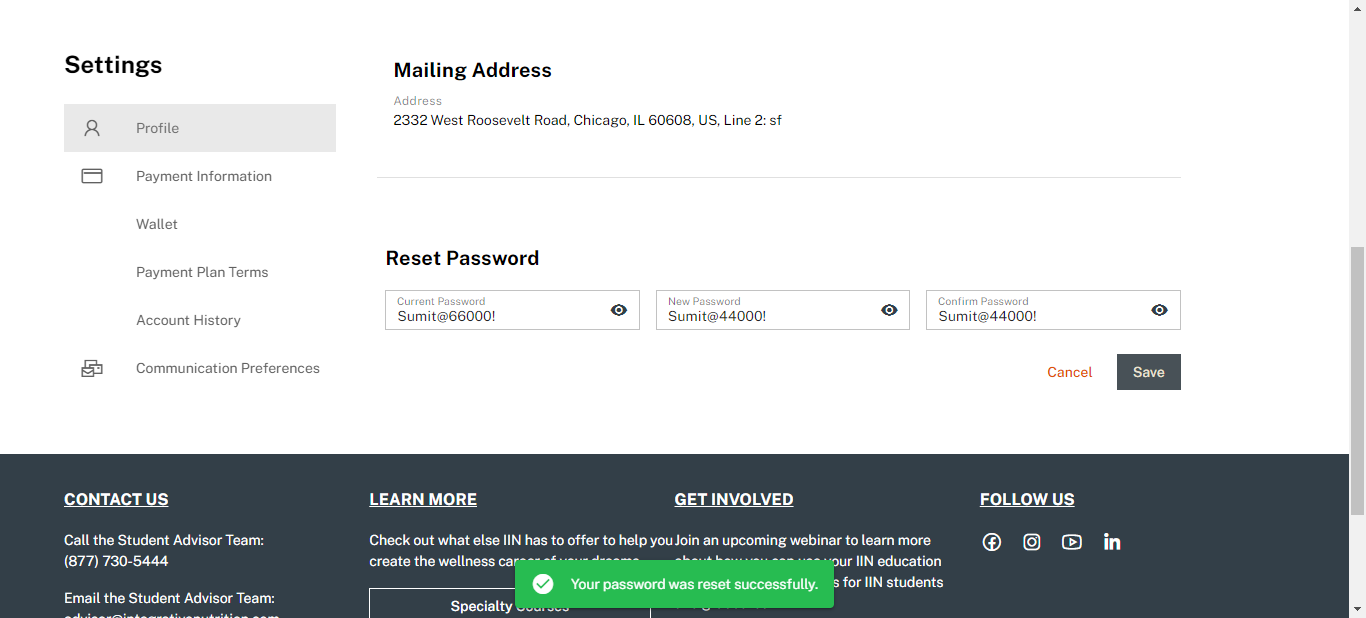 Settings
Profile
Payment Information
Wallet
Payment Plan Terms
Account History
Communication Preferences
Mailing Address
Address
2332 West Roosevelt Road, Chicago, IL 60608, US, Line 2: sf
Reset Password
Current Password
Sumit@66000!
New Password
Sumit@44000!
Confirm Password
Sumit@44000!
Cancel
Save
CONTACT US
Call the Student Advisor Team:
(877) 730-5444
Email the Student Advisor Team:
LEARN MORE
Check out what else IIN has to offer to help you
create the wellness career of your dreams
Specialty Courses
GET INVOLVED
Join an upcoming webinar to learn more
about how you can use your IIN education
s for IIN students
FOLLOW US
Your password was reset successfully.